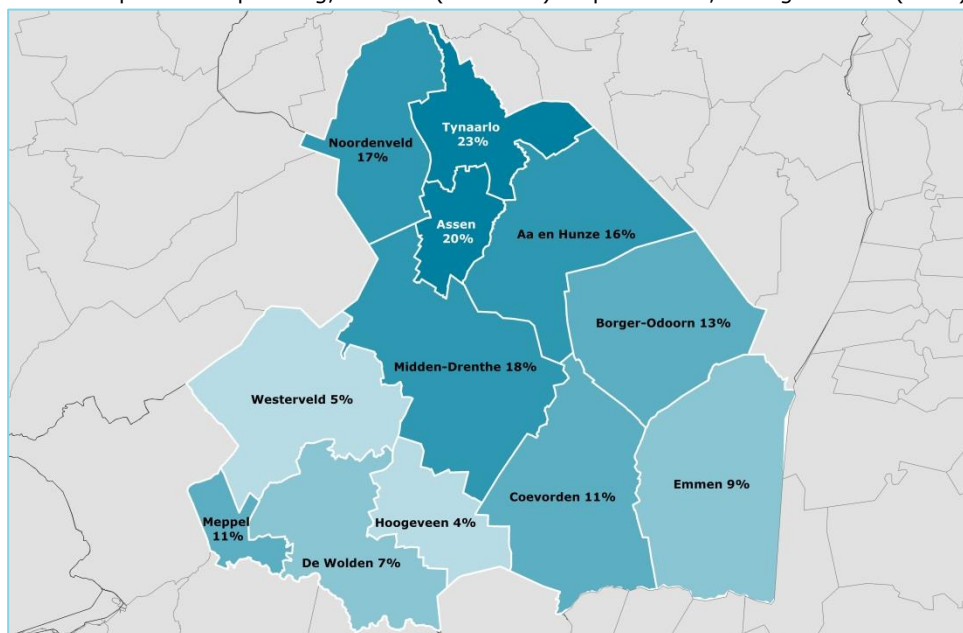 Tynaarlo
23%
Noordenveld
17%
Assen
20%
Aa en Hunze 16%
Borger-Odoorn 13%
Midden-Drenthe 18%
Westerveld 5%
Emmen 9%
Coevorden 11%
Meppel
11%
Hoogeveen 4%
De Wolden 7%